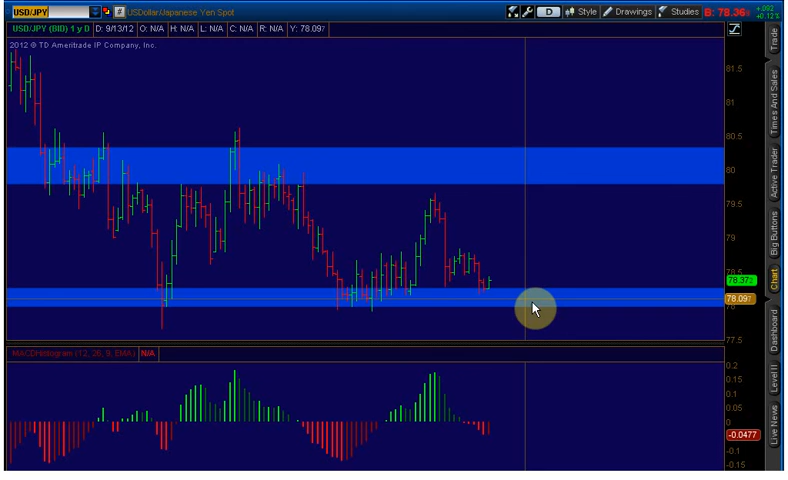 USD/JPY # USDollar/Japanese Yen Spot D Style Drawings Studies B: 78.36⁸ +.092
+0.12%
USD/JPY (BID) 1 y D D: 9/13/12 O: N/A H: N/A L: N/A C: N/A R: N/A Y: 78.09⁷
2012 © TD Ameritrade IP Company, Inc.
81.5
81
80.5
80
79.5
79
78.5
78.37²
78.09⁷
78
77.5
MACDHistogram (12, 26, 9, EMA) N/A
0.2
0.15
0.1
0.05
0
-0.0477
-0.1
-0.15
Trade
Times And Sales
Active Trader
Big Buttons
Chart
Dashboard
Level II
Live News